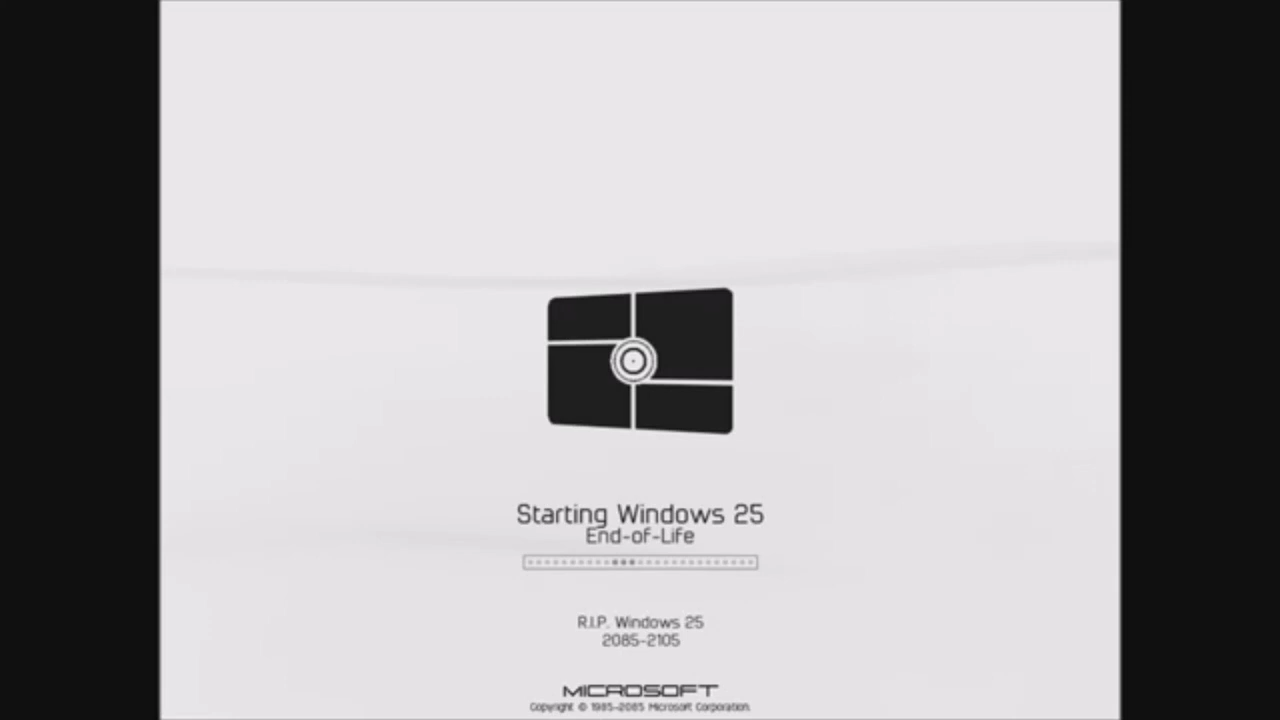 Starting Windows 25
End-of-Life
R.I.P. Windows 25
2085-2105
MICROSOFT
Copyright © 1985-2085 Microsoft Corporation.